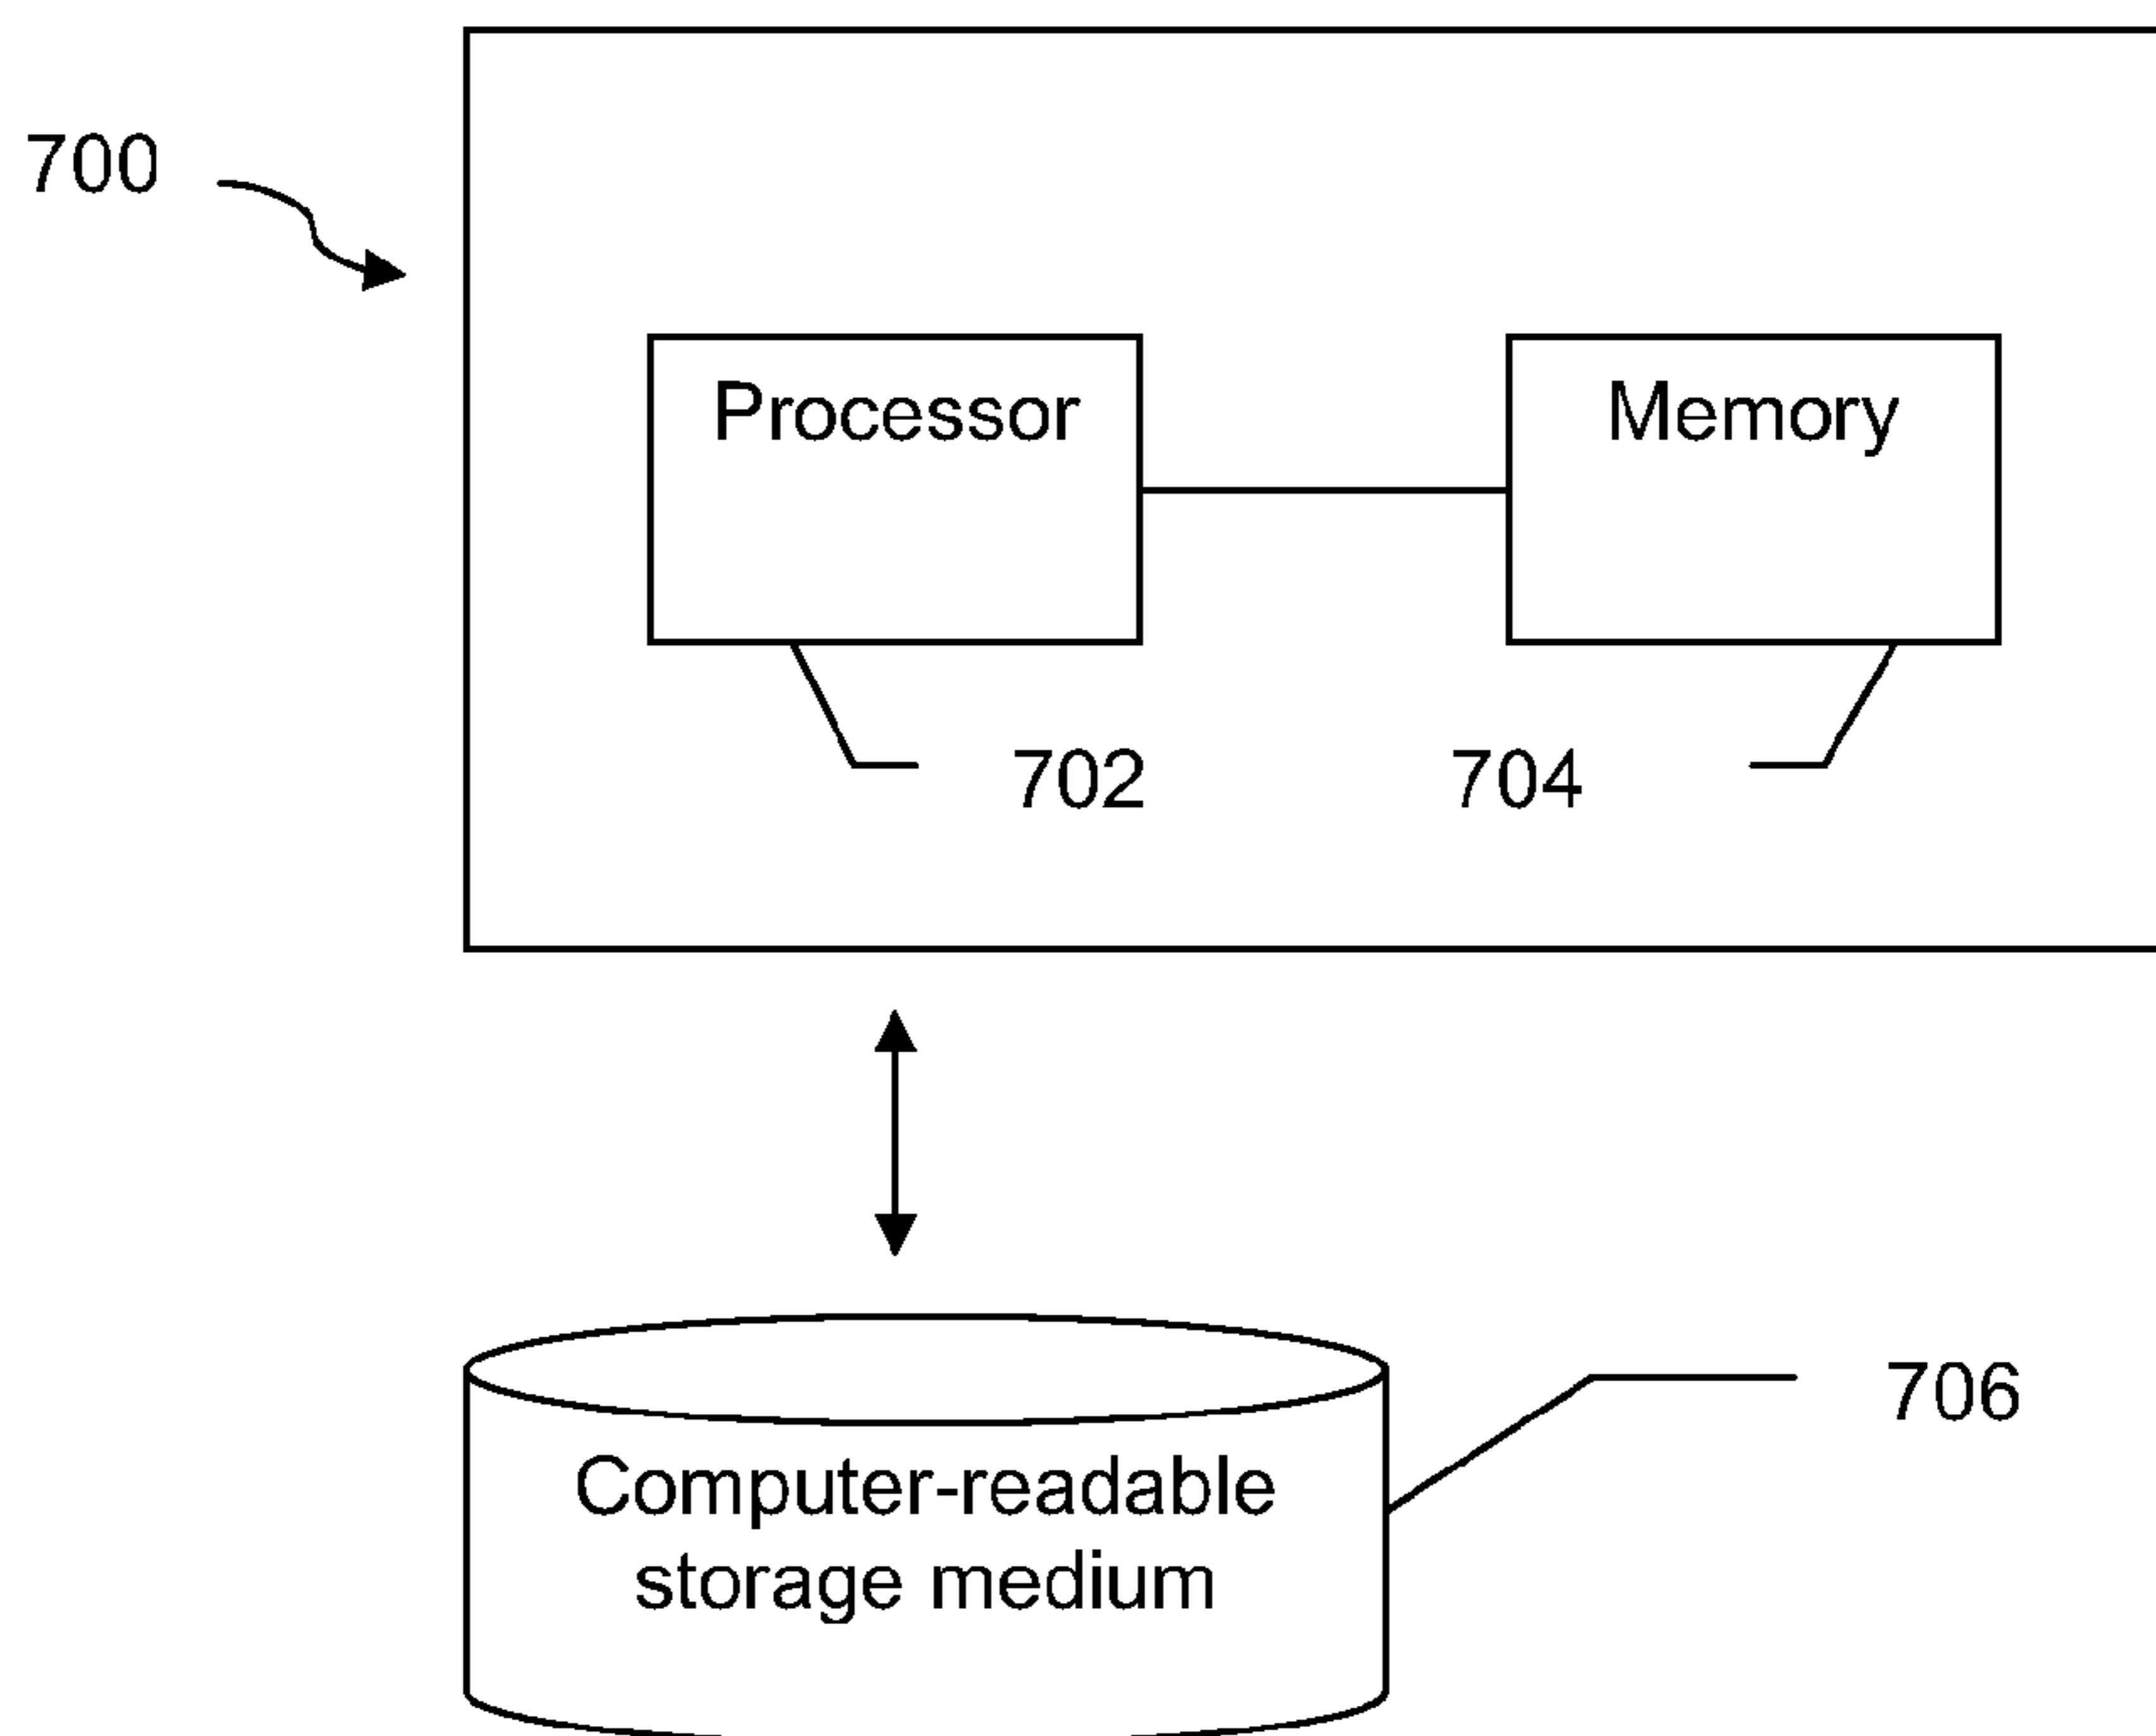 700
Processor
Memory
702
704
706
Computer-readable
storage medium